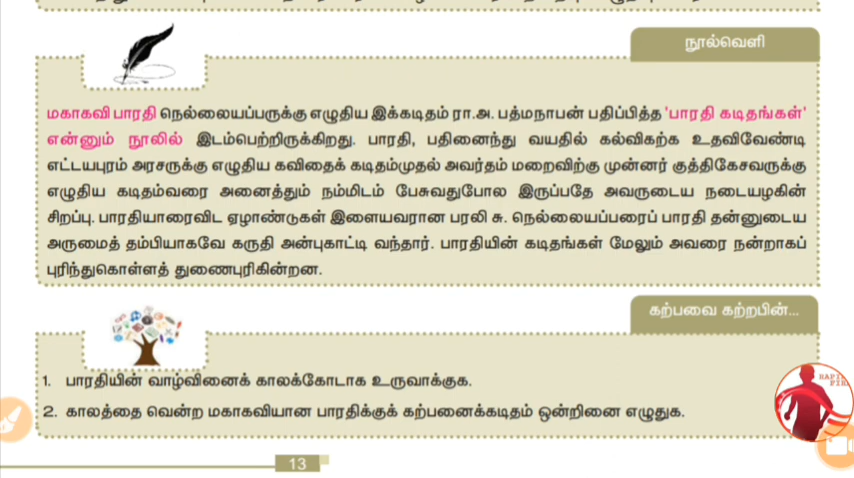 நூல்வெளி
மகாகவி பாரதி நெல்லையப்பருக்கு எழுதிய இக்கடிதம் ரா.அ. பத்மநாபன் பதிப்பித்த 'பாரதி கடிதங்கள்'
என்னும் நூலில் இடம்பெற்றிருக்கிறது. பாரதி, பதினைந்து வயதில் கல்விகற்க உதவிவேண்டி
எட்டயபுரம் அரசருக்கு எழுதிய கவிதைக் கடிதம்முதல் அவர்தம் மறைவிற்கு முன்னர் குத்திகேசவருக்கு
எழுதிய கடிதம்வரை அனைத்தும் நம்மிடம் பேசுவதுபோல இருப்பதே அவருடைய நடையழகின்
சிறப்பு. பாரதியாரைவிட ஏழாண்டுகள் இளையவரான பரலி சு. நெல்லையப்பரைப் பாரதி தன்னுடைய
அருமைத் தம்பியாகவே கருதி அன்புகாட்டி வந்தார். பாரதியின் கடிதங்கள் மேலும் அவரை நன்றாகப்
புரிந்துகொள்ளத் துணைபுரிகின்றன.
கற்பவை கற்றபின்...
1. பாரதியின் வாழ்வினைக் காலக்கோடாக உருவாக்குக.
2. காலத்தை வென்ற மகாகவியான பாரதிக்குக் கற்பனைக்கடிதம் ஒன்றினை எழுதுக.
13